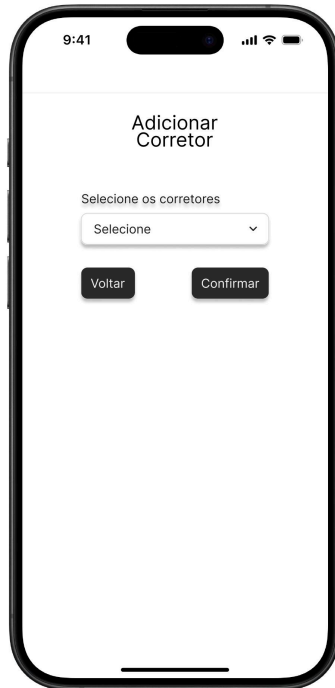 9:41
Adicionar
Corretor
Selecione os corretores
Selecione
Voltar
Confirmar